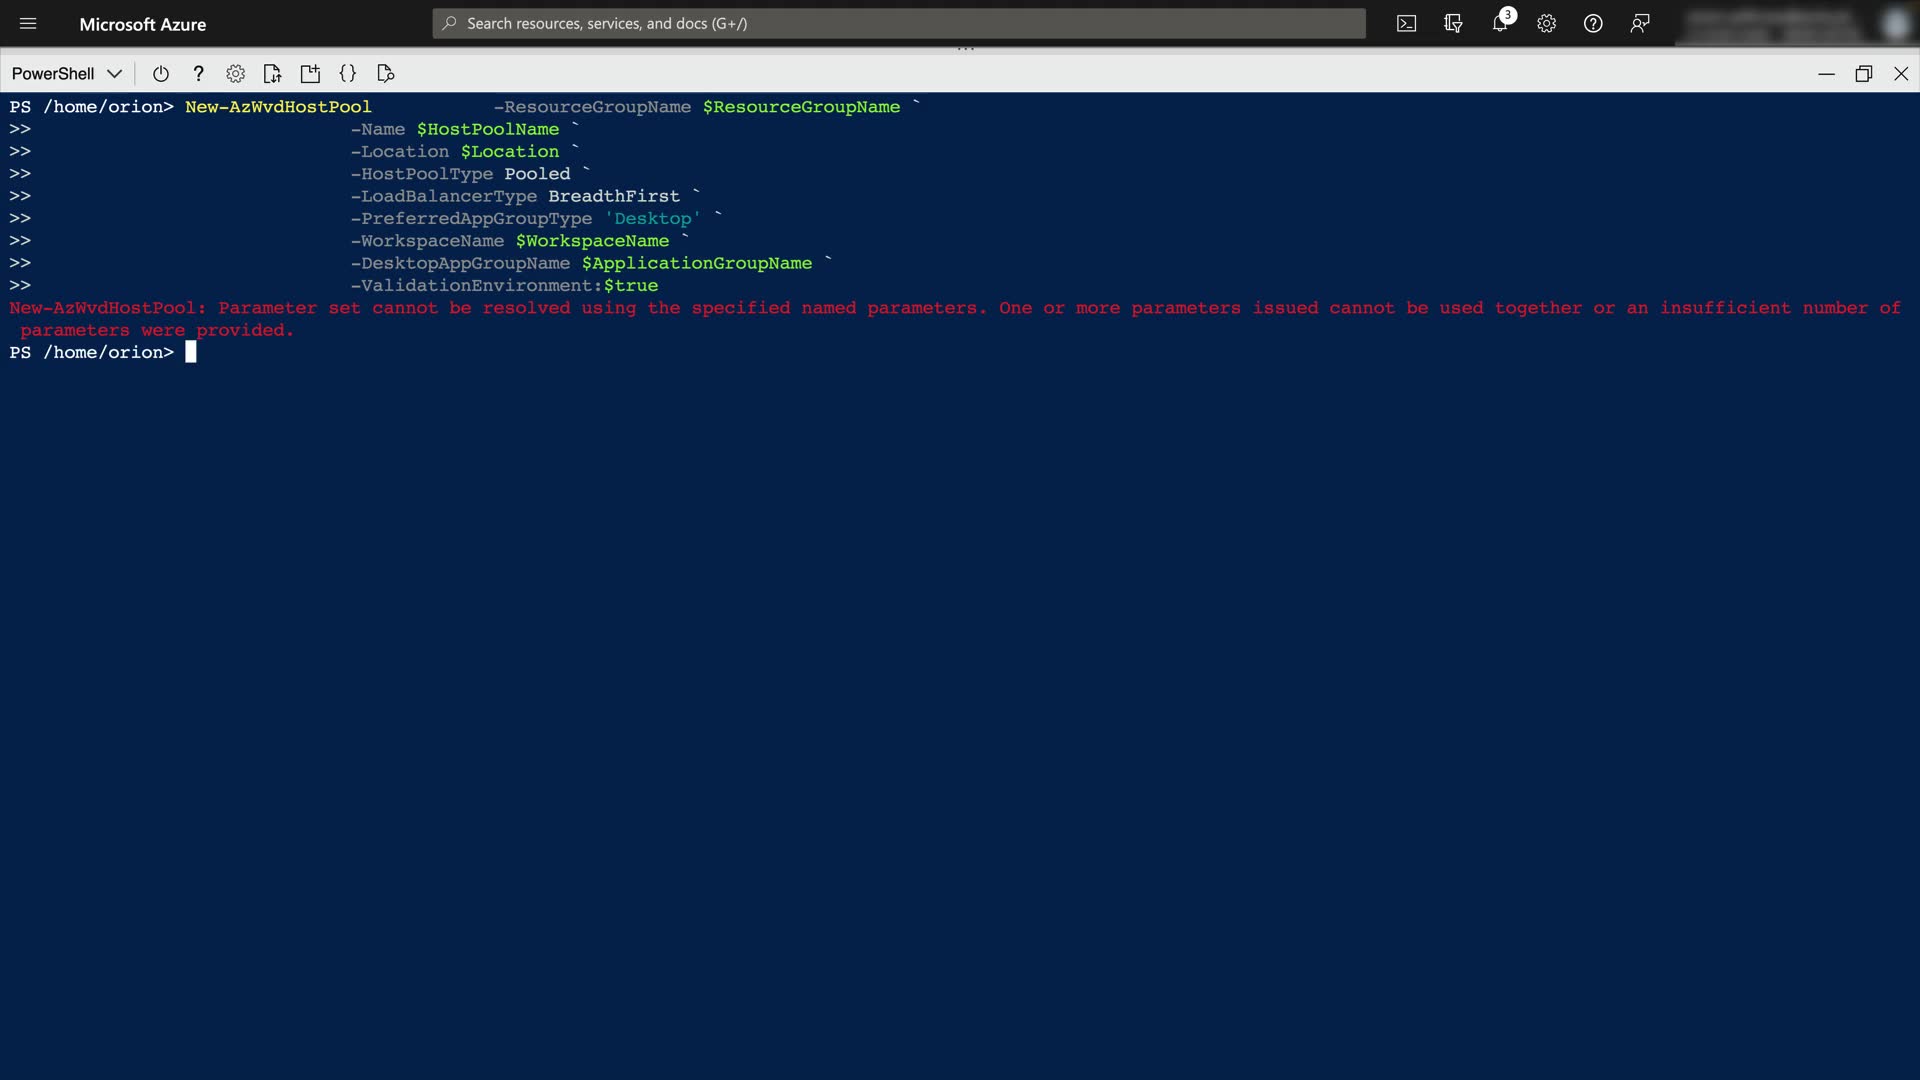 Microsoft Azure
Search resources, services, and docs (G+/)
3
PowerShell
PS /home/orion> New-AzWvdHostPool -ResourceGroupName $ResourceGroupName `
>> -Name $HostPoolName `
>> -Location $Location `
>> -HostPoolType Pooled `
>> -LoadBalancerType BreadthFirst `
>> -PreferredAppGroupType 'Desktop' `
>> -WorkspaceName $WorkspaceName `
>> -DesktopAppGroupName $ApplicationGroupName `
>> -ValidationEnvironment:$true
New-AzWvdHostPool: Parameter set cannot be resolved using the specified named parameters. One or more parameters issued cannot be used together or an insufficient number of
parameters were provided.
PS /home/orion>